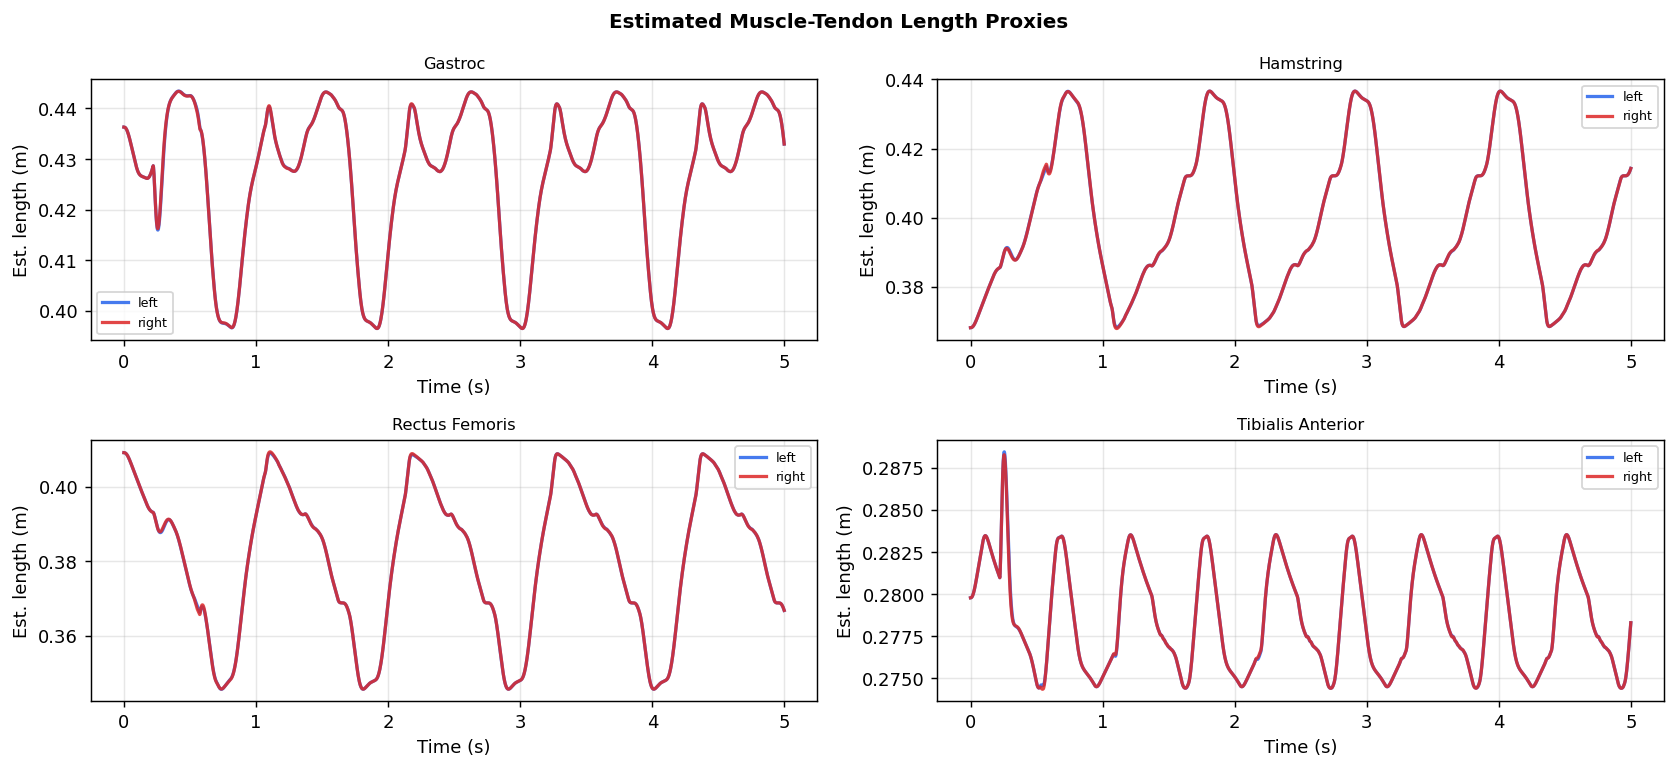 Estimated Muscle-Tendon Length Proxies
Gastroc
Est. length (m)
0.44
0.43
0.42
0.41
0.40
left
right
0 1 2 3 4 5
Time (s)
Hamstring
Est. length (m)
0.44
0.42
0.40
0.38
left
right
0 1 2 3 4 5
Time (s)
Rectus Femoris
Est. length (m)
0.40
0.38
0.36
left
right
0 1 2 3 4 5
Time (s)
Tibialis Anterior
Est. length (m)
0.2875
0.2850
0.2825
0.2800
0.2775
0.2750
left
right
0 1 2 3 4 5
Time (s)